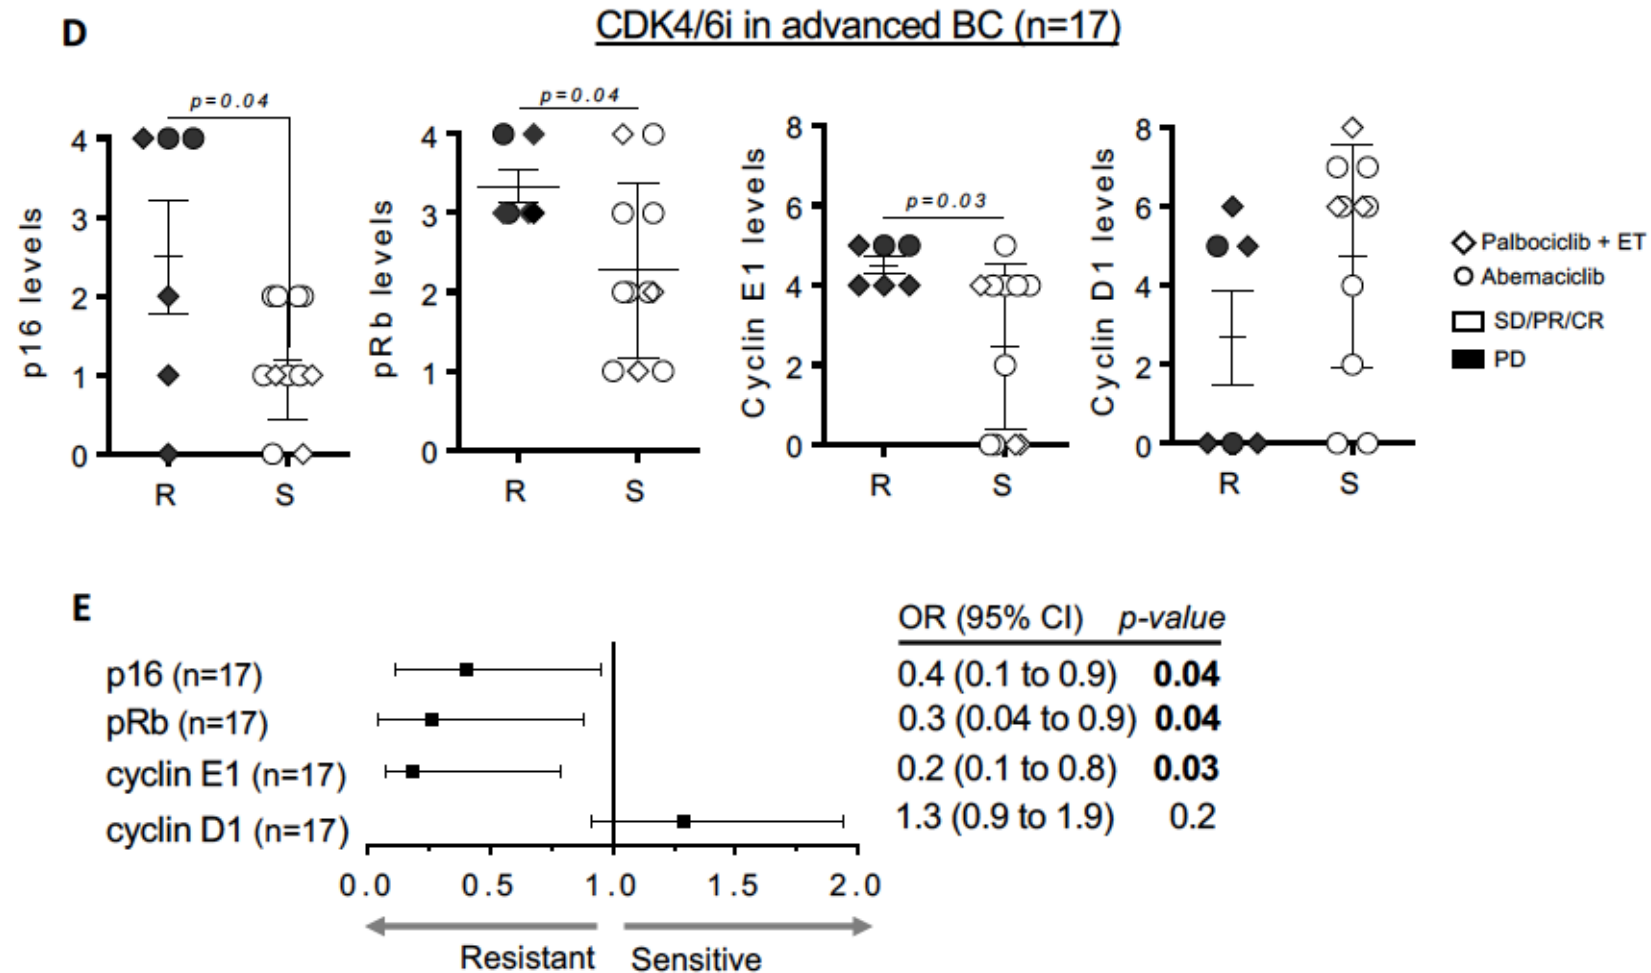 D
CDK4/6i in advanced BC (n=17)
p16 levels
4
3
2
1
0
p=0.04
R
S
pRb levels
4
3
2
1
0
p=0.04
R
S
Cyclin E1 levels
8
6
4
2
0
p=0.03
R
S
Cyclin D1 levels
8
6
4
2
0
R
S
Palbociclib + ET
Abemaciclib
SD/PR/CR
PD
E
OR (95% CI) p-value
p16 (n=17) 0.4 (0.1 to 0.9) 0.04
pRb (n=17) 0.3 (0.04 to 0.9) 0.04
cyclin E1 (n=17) 0.2 (0.1 to 0.8) 0.03
cyclin D1 (n=17) 1.3 (0.9 to 1.9) 0.2
0.0 0.5 1.0 1.5 2.0
Resistant Sensitive